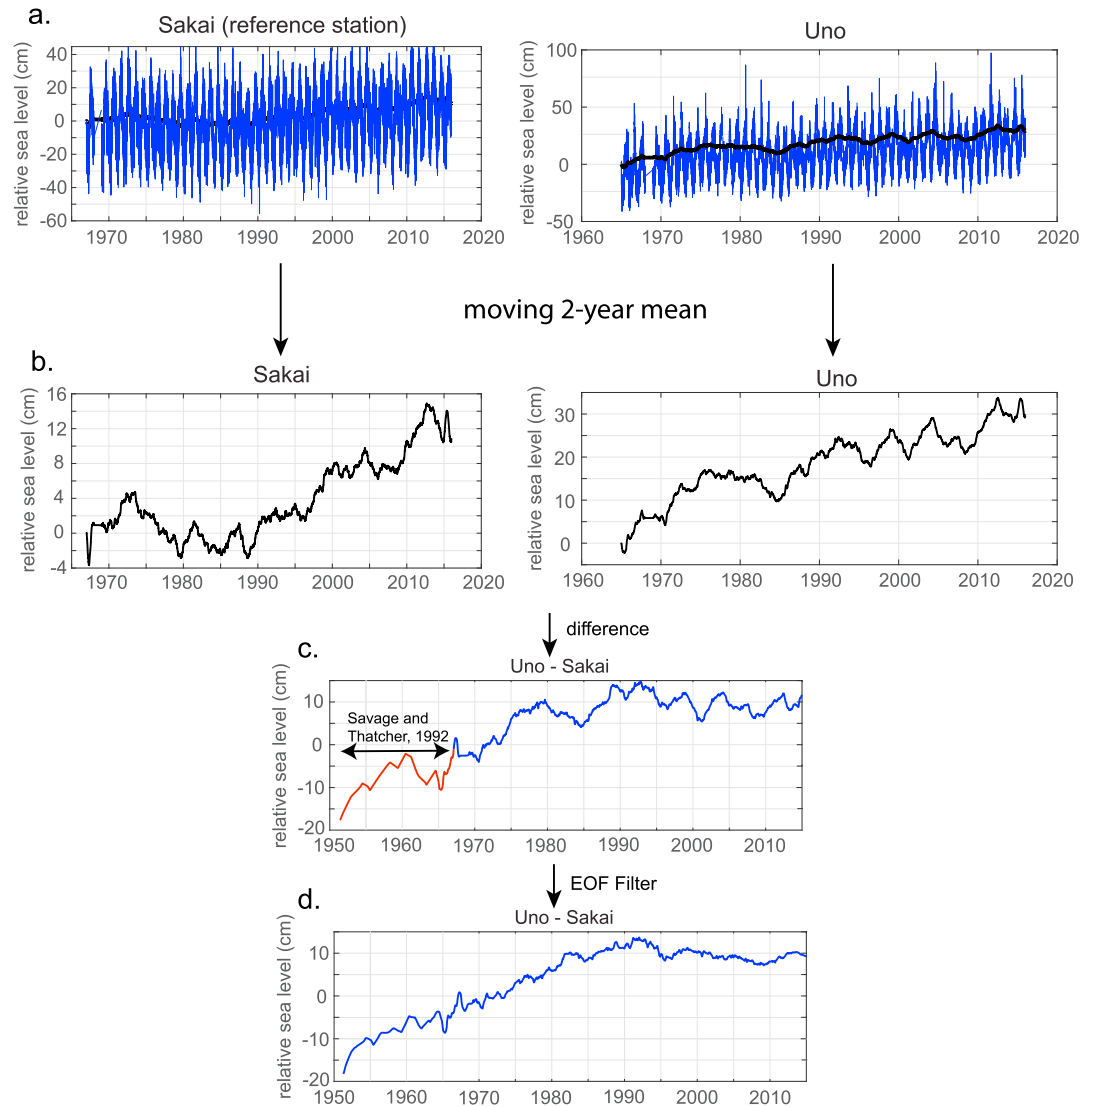 a.
Sakai (reference station)
Uno
relative sea level (cm)
40
20
0
-20
-40
-60
1970 1980 1990 2000 2010 2020
relative sea level (cm)
100
50
0
-50
1960 1970 1980 1990 2000 2010 2020
moving 2-year mean
b.
Sakai
Uno
relative sea level (cm)
16
12
8
4
0
-4
1970 1980 1990 2000 2010 2020
relative sea level (cm)
30
20
10
0
1960 1970 1980 1990 2000 2010 2020
difference
c.
Uno - Sakai
relative sea level (cm)
10
0
-10
-20
Savage and
Thatcher, 1992
1950 1960 1970 1980 1990 2000 2010
EOF Filter
d.
Uno - Sakai
relative sea level (cm)
10
0
-10
-20
1950 1960 1970 1980 1990 2000 2010